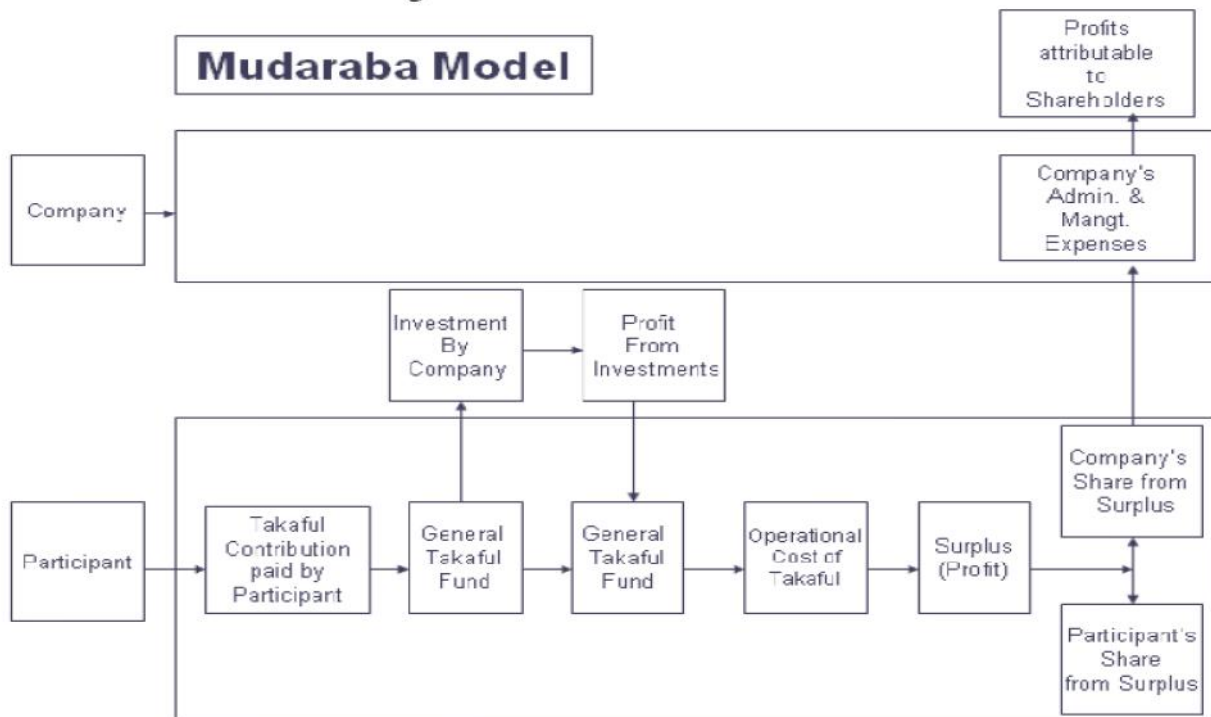 Mudaraba Model
Profits
attributable
to
Shareholders
Company
Company's
Admin. &
Mangt.
Expenses
Investment
By
Company
Profit
From
Investments
Participant
Takaful
Contribution
paid by
Participant
General
Takaful
Fund
General
Takaful
Fund
Operational
Cost of
Takaful
Surplus
(Profit)
Company's
Share from
Surplus
Participant's
Share
from Surplus